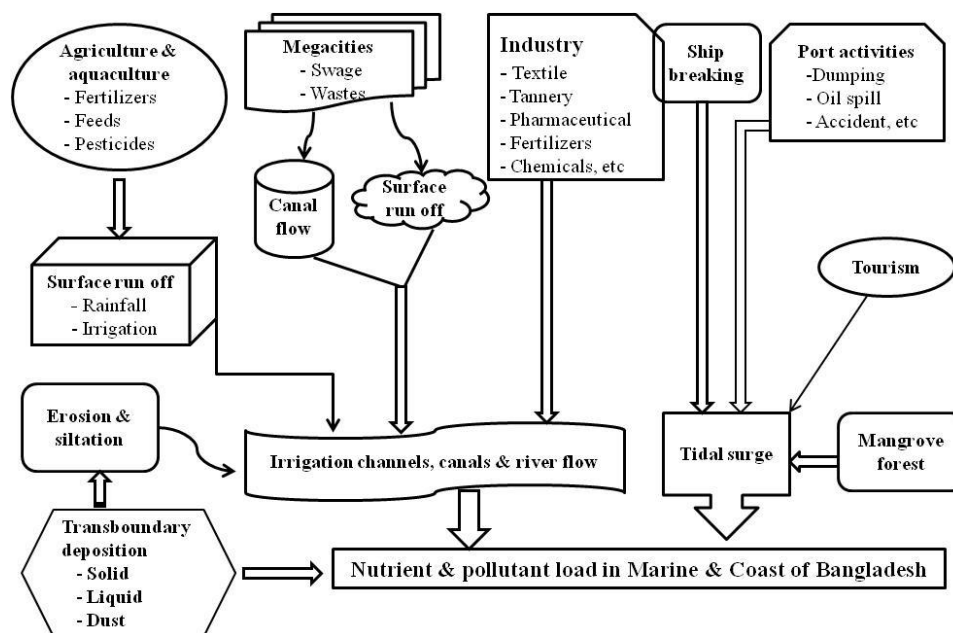 Agriculture &
aquaculture
- Fertilizers
- Feeds
- Pesticides
Megacities
- Swage
- Wastes
Industry
- Textile
- Tannery
- Pharmaceutical
- Fertilizers
- Chemicals, etc
Ship
breaking
Port activities
-Dumping
- Oil spill
- Accident, etc
Canal
flow
Surface
run off
Surface run off
- Rainfall
- Irrigation
Tourism
Erosion &
siltation
Irrigation channels, canals & river flow
Tidal surge
Mangrove
forest
Transboundary
deposition
- Solid
- Liquid
- Dust
Nutrient & pollutant load in Marine & Coast of Bangladesh